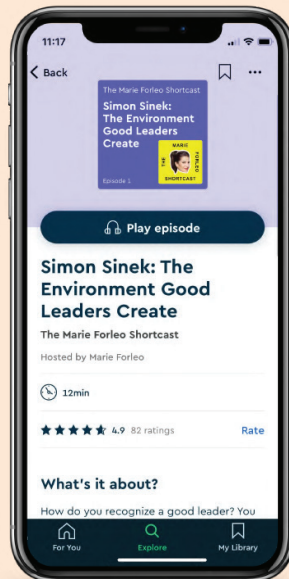 11:17
Back
The Marie Forleo Shortcast
Simon Sinek:
The Environment
Good Leaders
Create
Episode 1
THE
MARIE
FORLEO
SHORTCAST
Play episode
Simon Sinek: The
Environment Good
Leaders Create
The Marie Forleo Shortcast
Hosted by Marie Forleo
12min
4.9 82 ratings Rate
What's it about?
How do you recognize a good leader? You
For You Explore My Library